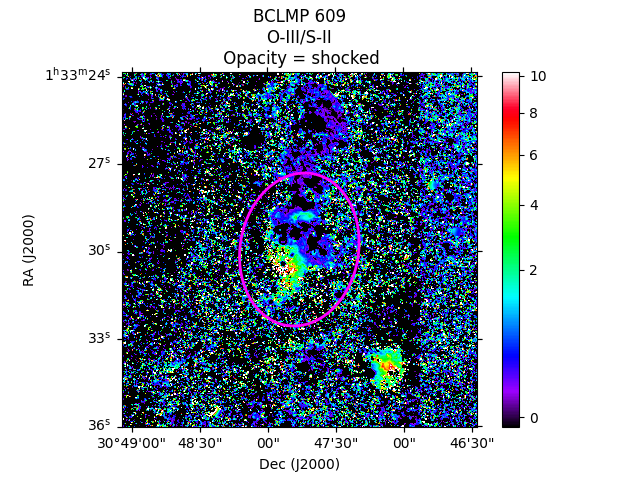 BCLMP 609
O-III/S-II
Opacity = shocked
1h33m24s
27s
30s
33s
36s
RA (J2000)
30°49'00" 48'30" 00" 47'30" 00" 46'30"
Dec (J2000)
10
8
6
4
2
0